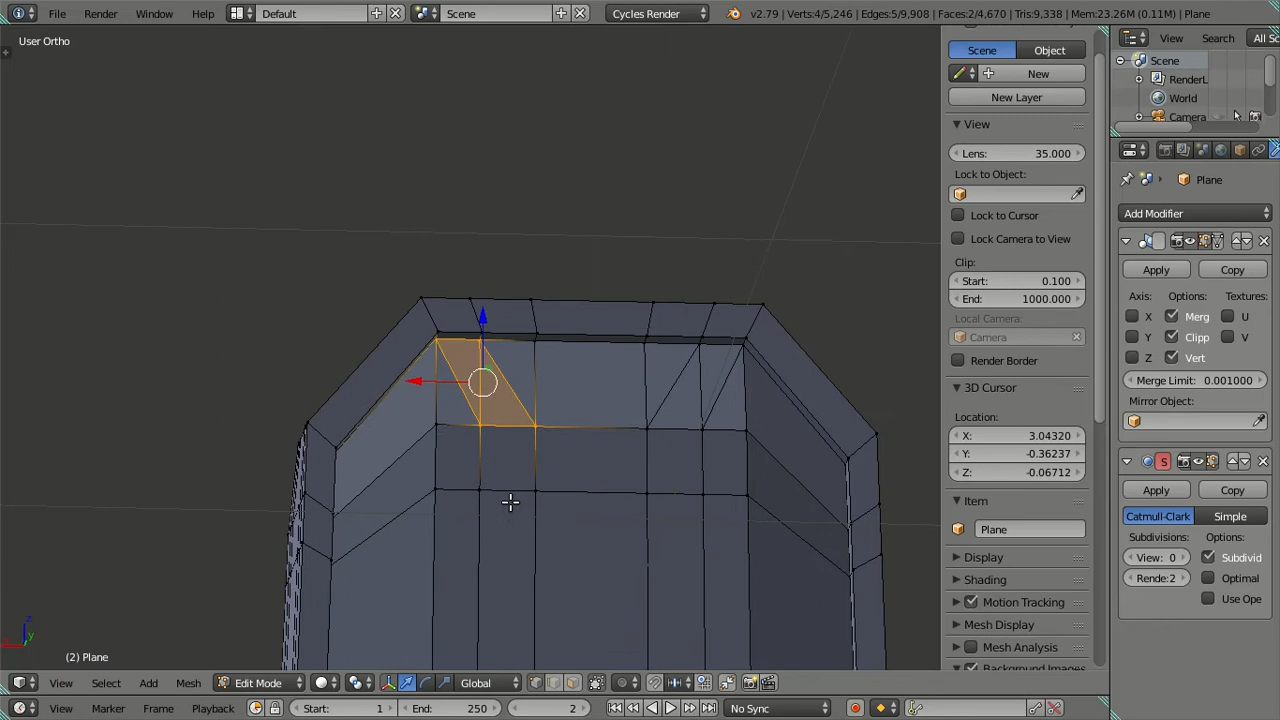 File Render Window Help Default Scene Cycles Render v2.79 | Verts:4/5,246 | Edges:5/9,908 | Faces:2/4,670 | Tris:9,338 | Mem:23.26M (0.11M) | Plane
User Ortho
Scene Object
New
New Layer
View
Lens: 35.000
Lock to Object:
Lock to Cursor
Lock Camera to View
Clip:
Start: 0.100
End: 1000.000
Local Camera:
Camera
Render Border
3D Cursor
Location:
X: 3.04320
Y: -0.36237
Z: -0.06712
Item
Plane
Display
Shading
Motion Tracking
Mesh Display
Mesh Analysis
Background Images
View Search All Sc
Scene
RenderL
World
Camera
Plane
Add Modifier
Apply Copy
Axis: Options: Textures:
X Merg U
Y Clipp V
Z Vert
Merge Limit: 0.001000
Mirror Object:
S
Apply Copy
Catmull-Clark Simple
Subdivisions: Options:
View: 0 Subdivid
Rende:2 Optimal
Use Ope
z
y
(2) Plane
View Select Add Mesh Edit Mode Global
View Marker Frame Playback Start: 1 End: 250 2 No Sync